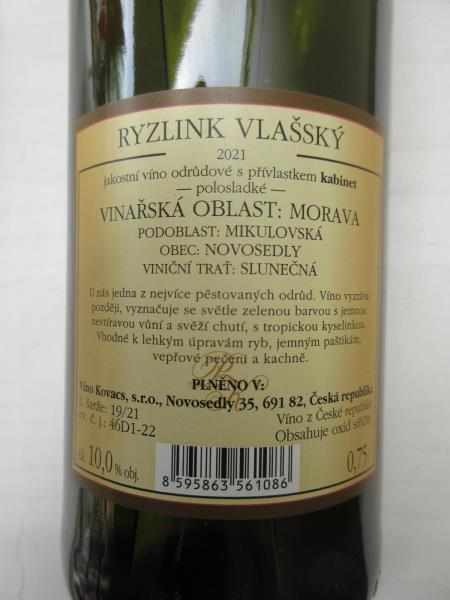 RYZLINK VLAŠSKÝ
2021
jakostní víno odrůdové s přívlastkem kabinet
— polosladké —
VINAŘSKÁ OBLAST: MORAVA
PODOBLAST: MIKULOVSKÁ
OBEC: NOVOSEDLY
VINIČNÍ TRAŤ: SLUNEČNÁ
U nás jedna z nejvíce pěstovaných odrůd. Víno vyzrává
později, vyznačuje se světle zelenou barvou s jemnou
nevtíravou vůní a svěží chutí, s tropickou kyselinkou.
Vhodné k lehkým úpravám ryb, jemným paštikám,
vepřové pečeni a kachně.
PLNĚNO V:
Víno Kovacs, s.r.o., Novosedly 35, 691 82, Česká republika
č. šarže: 19/21
ev. č. j.: 46D1-22
Víno z České republiky
Obsahuje oxid siřičitý
alk. 10,0 % obj.
0,75
8 595863 561086